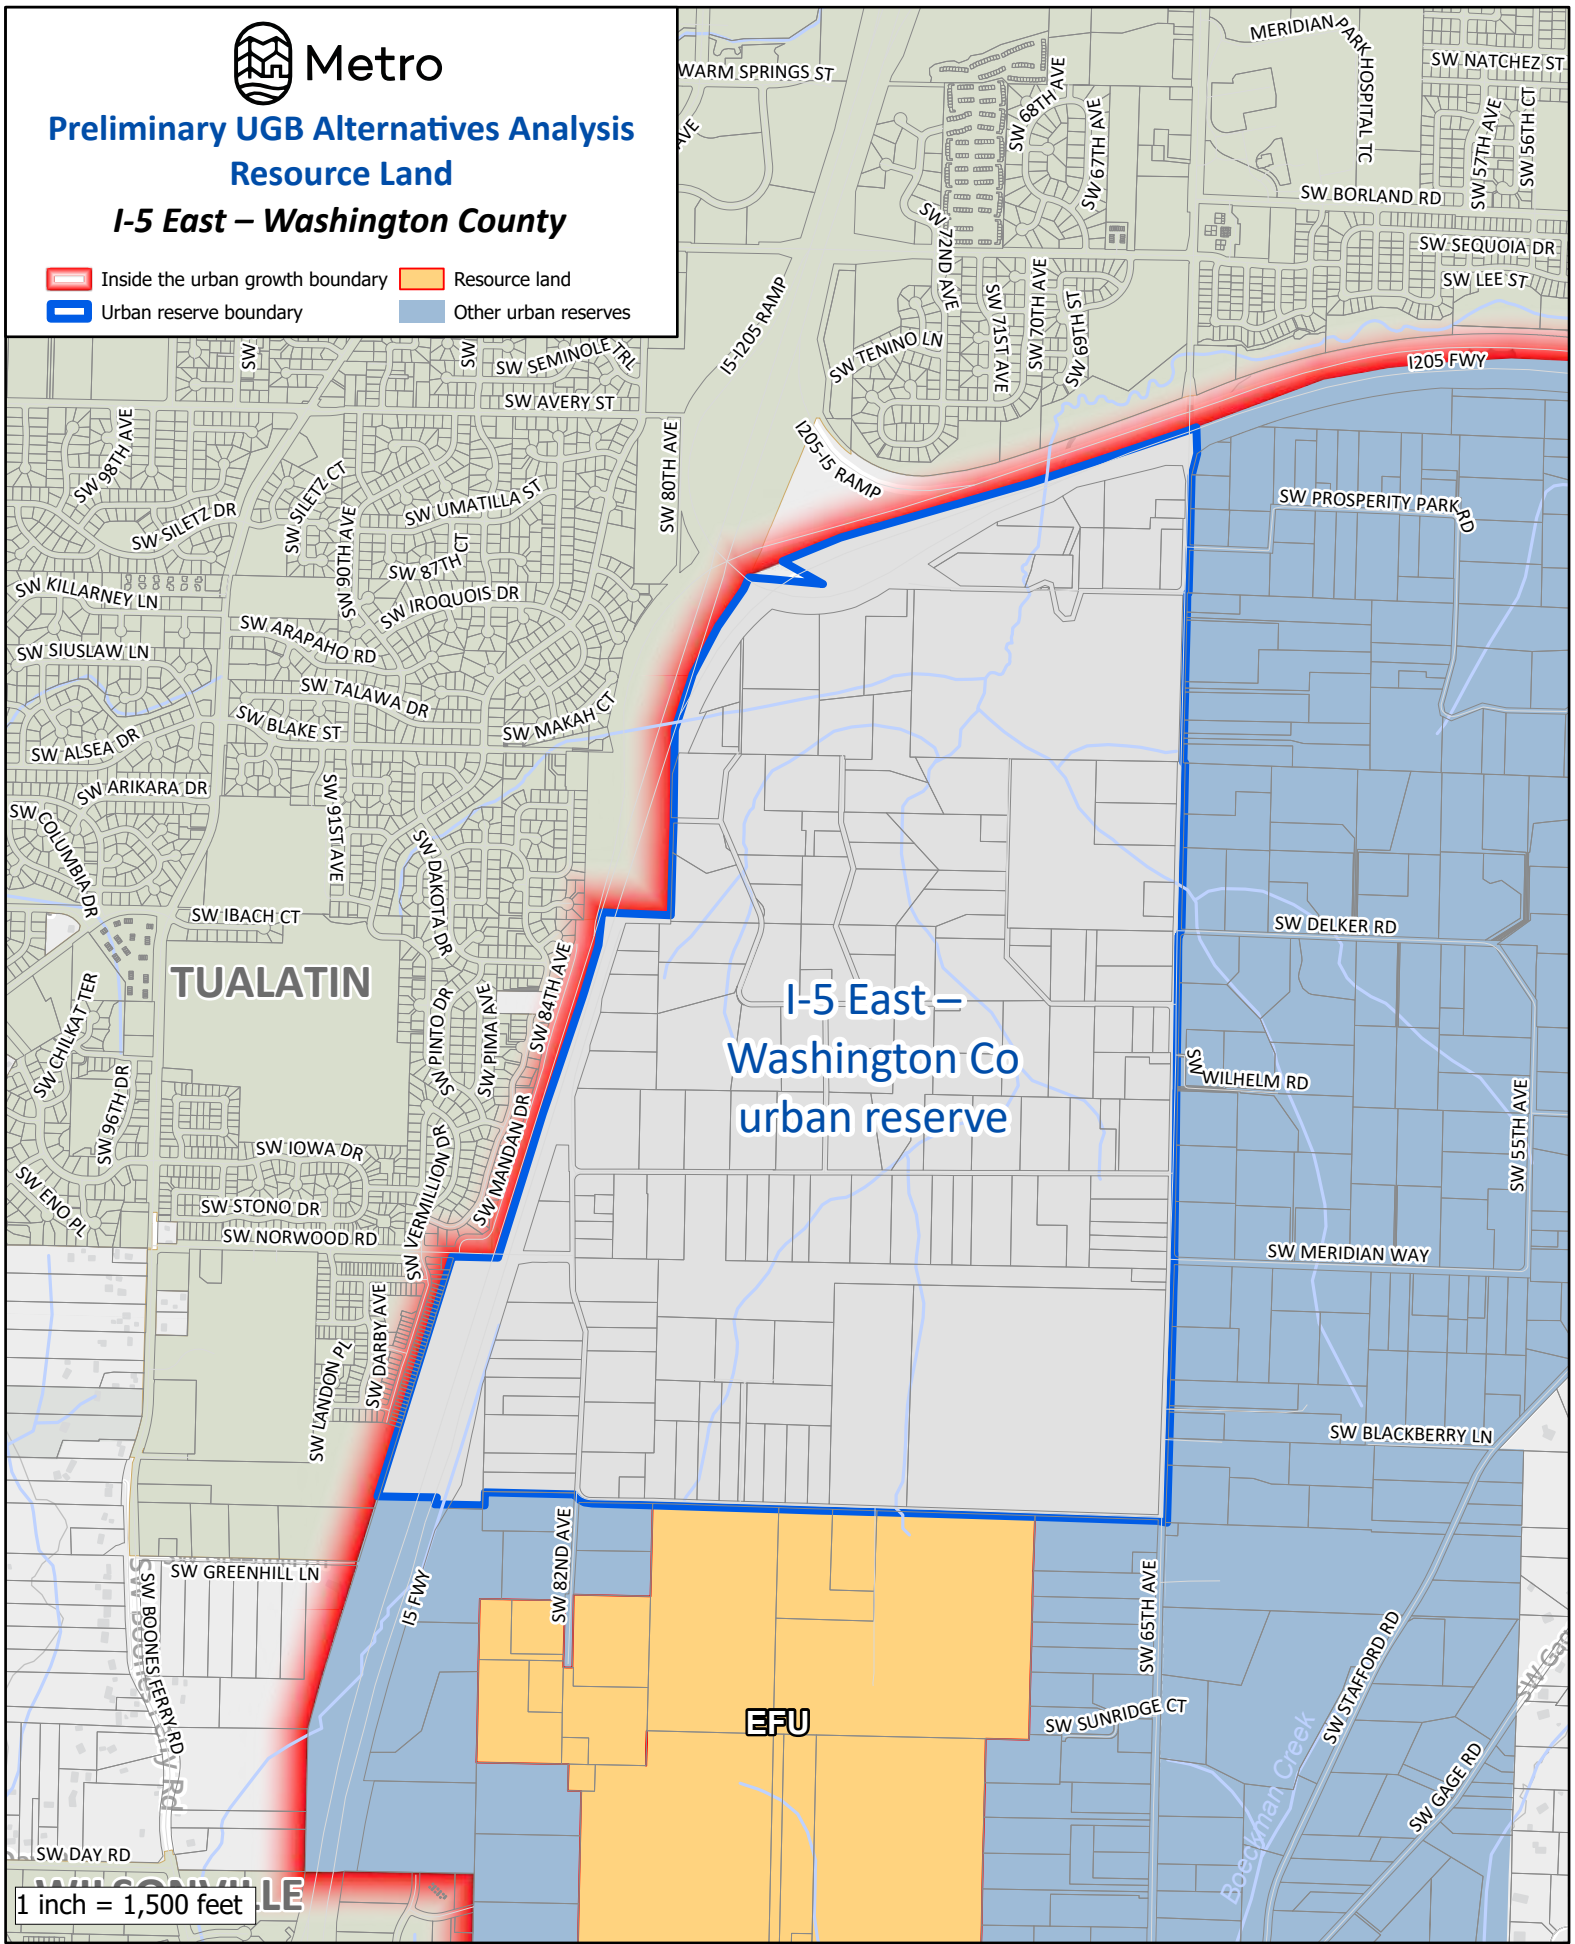 Metro
Preliminary UGB Alternatives Analysis
Resource Land
I-5 East – Washington County
Inside the urban growth boundary
Resource land
Urban reserve boundary
Other urban reserves
WARM SPRINGS ST
AVE
SW 68TH AVE
SW 67TH AVE
MERIDIAN PARK HOSPITAL TC
SW NATCHEZ ST
SW 57TH AVE
SW 56TH CT
SW BORLAND RD
SW SEQUOIA DR
SW LEE ST
SW 72ND AVE
SW 71ST AVE
SW 70TH AVE
SW 69TH ST
SW TENINO LN
I5-I205 RAMP
I205 FWY
I205-I5 RAMP
SW
SW
SW SEMINOLE TRL
SW AVERY ST
SW 80TH AVE
SW 98TH AVE
SW SILETZ CT
SW SILETZ DR
SW UMATILLA ST
SW 90TH AVE
SW 87TH CT
SW PROSPERITY PARK RD
SW KILLARNEY LN
SW IROQUOIS DR
SW ARAPAHO RD
SW SIUSLAW LN
SW TALAWA DR
SW BLAKE ST
SW MAKAH CT
SW ALSEA DR
SW ARIKARA DR
SW COLUMBIA DR
SW 91ST AVE
SW DAKOTA DR
SW IBACH CT
SW DELKER RD
TUALATIN
SW 84TH AVE
SW PINTO DR
SW PIMA AVE
SW CHILKAT TER
SW 96TH DR
I-5 East –
Washington Co
urban reserve
SW WILHELM RD
SW 55TH AVE
SW MANDAN DR
SW VERMILLION DR
SW IOWA DR
SW ENO PL
SW STONO DR
SW NORWOOD RD
SW MERIDIAN WAY
SW DARBY AVE
SW LANDON PL
SW BLACKBERRY LN
SW GREENHILL LN
SW BOONES FERRY RD
SW Boones Ferry Rd
I5 FWY
SW 82ND AVE
SW 65TH AVE
EFU
SW SUNRIDGE CT
SW STAFFORD RD
SW GAGE RD
SW Gag
Boeckman Creek
SW DAY RD
WILSONVILLE
1 inch = 1,500 feet